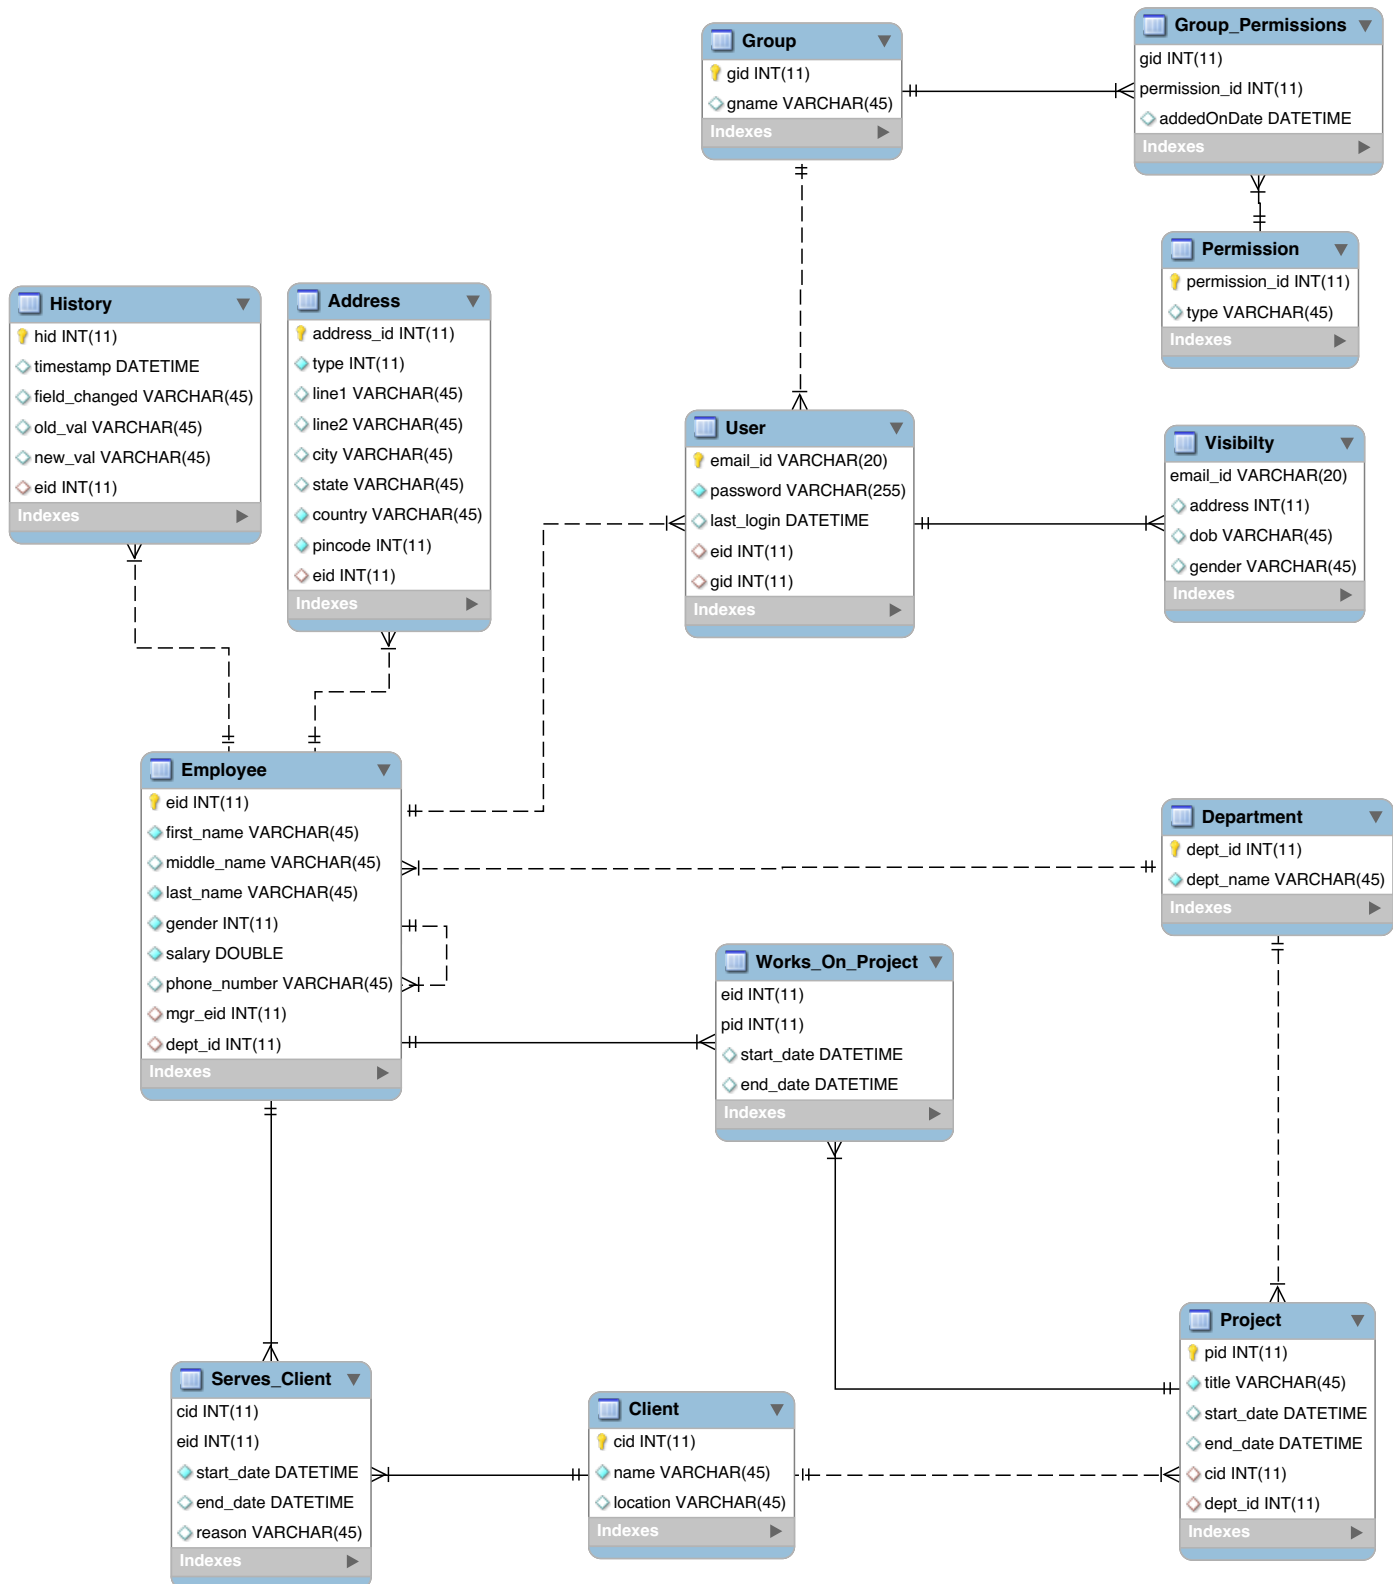 Group
gid INT(11)
gname VARCHAR(45)
Indexes
Group_Permissions
gid INT(11)
permission_id INT(11)
addedOnDate DATETIME
Indexes
Permission
permission_id INT(11)
type VARCHAR(45)
Indexes
History
hid INT(11)
timestamp DATETIME
field_changed VARCHAR(45)
old_val VARCHAR(45)
new_val VARCHAR(45)
eid INT(11)
Indexes
Address
address_id INT(11)
type INT(11)
line1 VARCHAR(45)
line2 VARCHAR(45)
city VARCHAR(45)
state VARCHAR(45)
country VARCHAR(45)
pincode INT(11)
eid INT(11)
Indexes
User
email_id VARCHAR(20)
password VARCHAR(255)
last_login DATETIME
eid INT(11)
gid INT(11)
Indexes
Visibilty
email_id VARCHAR(20)
address INT(11)
dob VARCHAR(45)
gender VARCHAR(45)
Indexes
Employee
eid INT(11)
first_name VARCHAR(45)
middle_name VARCHAR(45)
last_name VARCHAR(45)
gender INT(11)
salary DOUBLE
phone_number VARCHAR(45)
mgr_eid INT(11)
dept_id INT(11)
Indexes
Department
dept_id INT(11)
dept_name VARCHAR(45)
Indexes
Works_On_Project
eid INT(11)
pid INT(11)
start_date DATETIME
end_date DATETIME
Indexes
Project
pid INT(11)
title VARCHAR(45)
start_date DATETIME
end_date DATETIME
cid INT(11)
dept_id INT(11)
Indexes
Serves_Client
cid INT(11)
eid INT(11)
start_date DATETIME
end_date DATETIME
reason VARCHAR(45)
Indexes
Client
cid INT(11)
name VARCHAR(45)
location VARCHAR(45)
Indexes